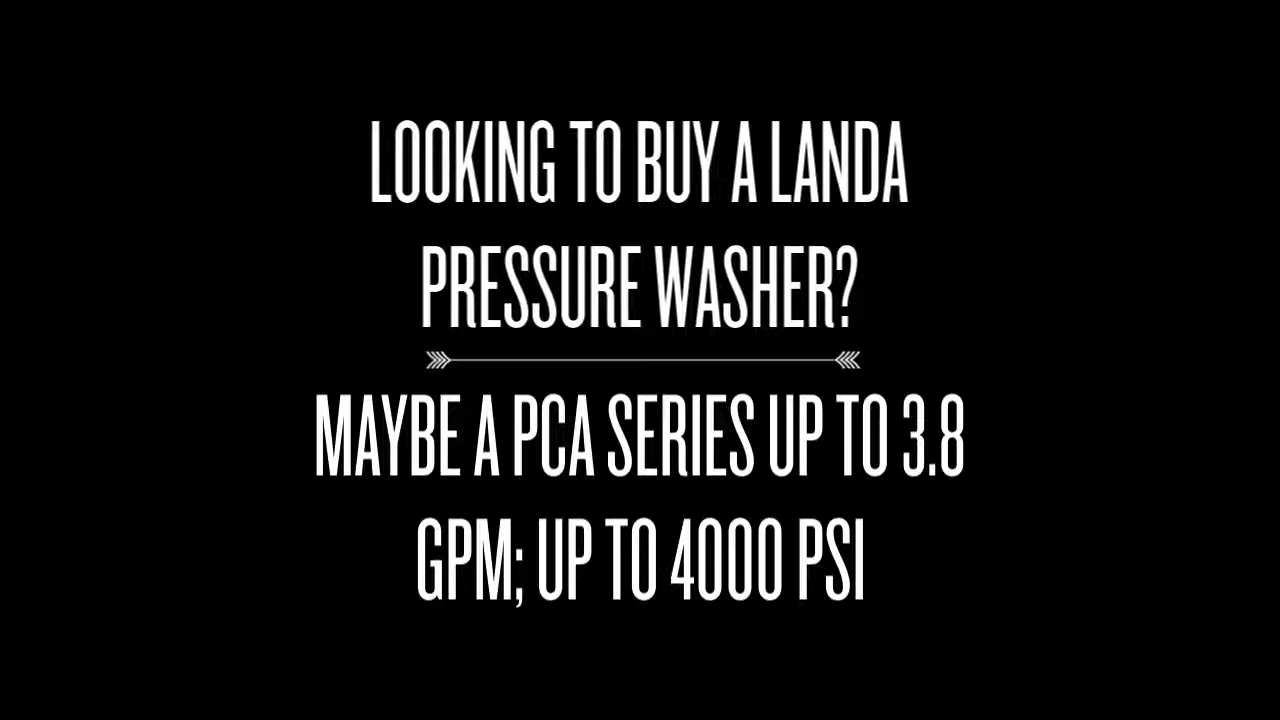 LOOKING TO BUY A LANDA
PRESSURE WASHER?
MAYBE A PCA SERIES UP TO 3.8
GPM; UP TO 4000 PSI